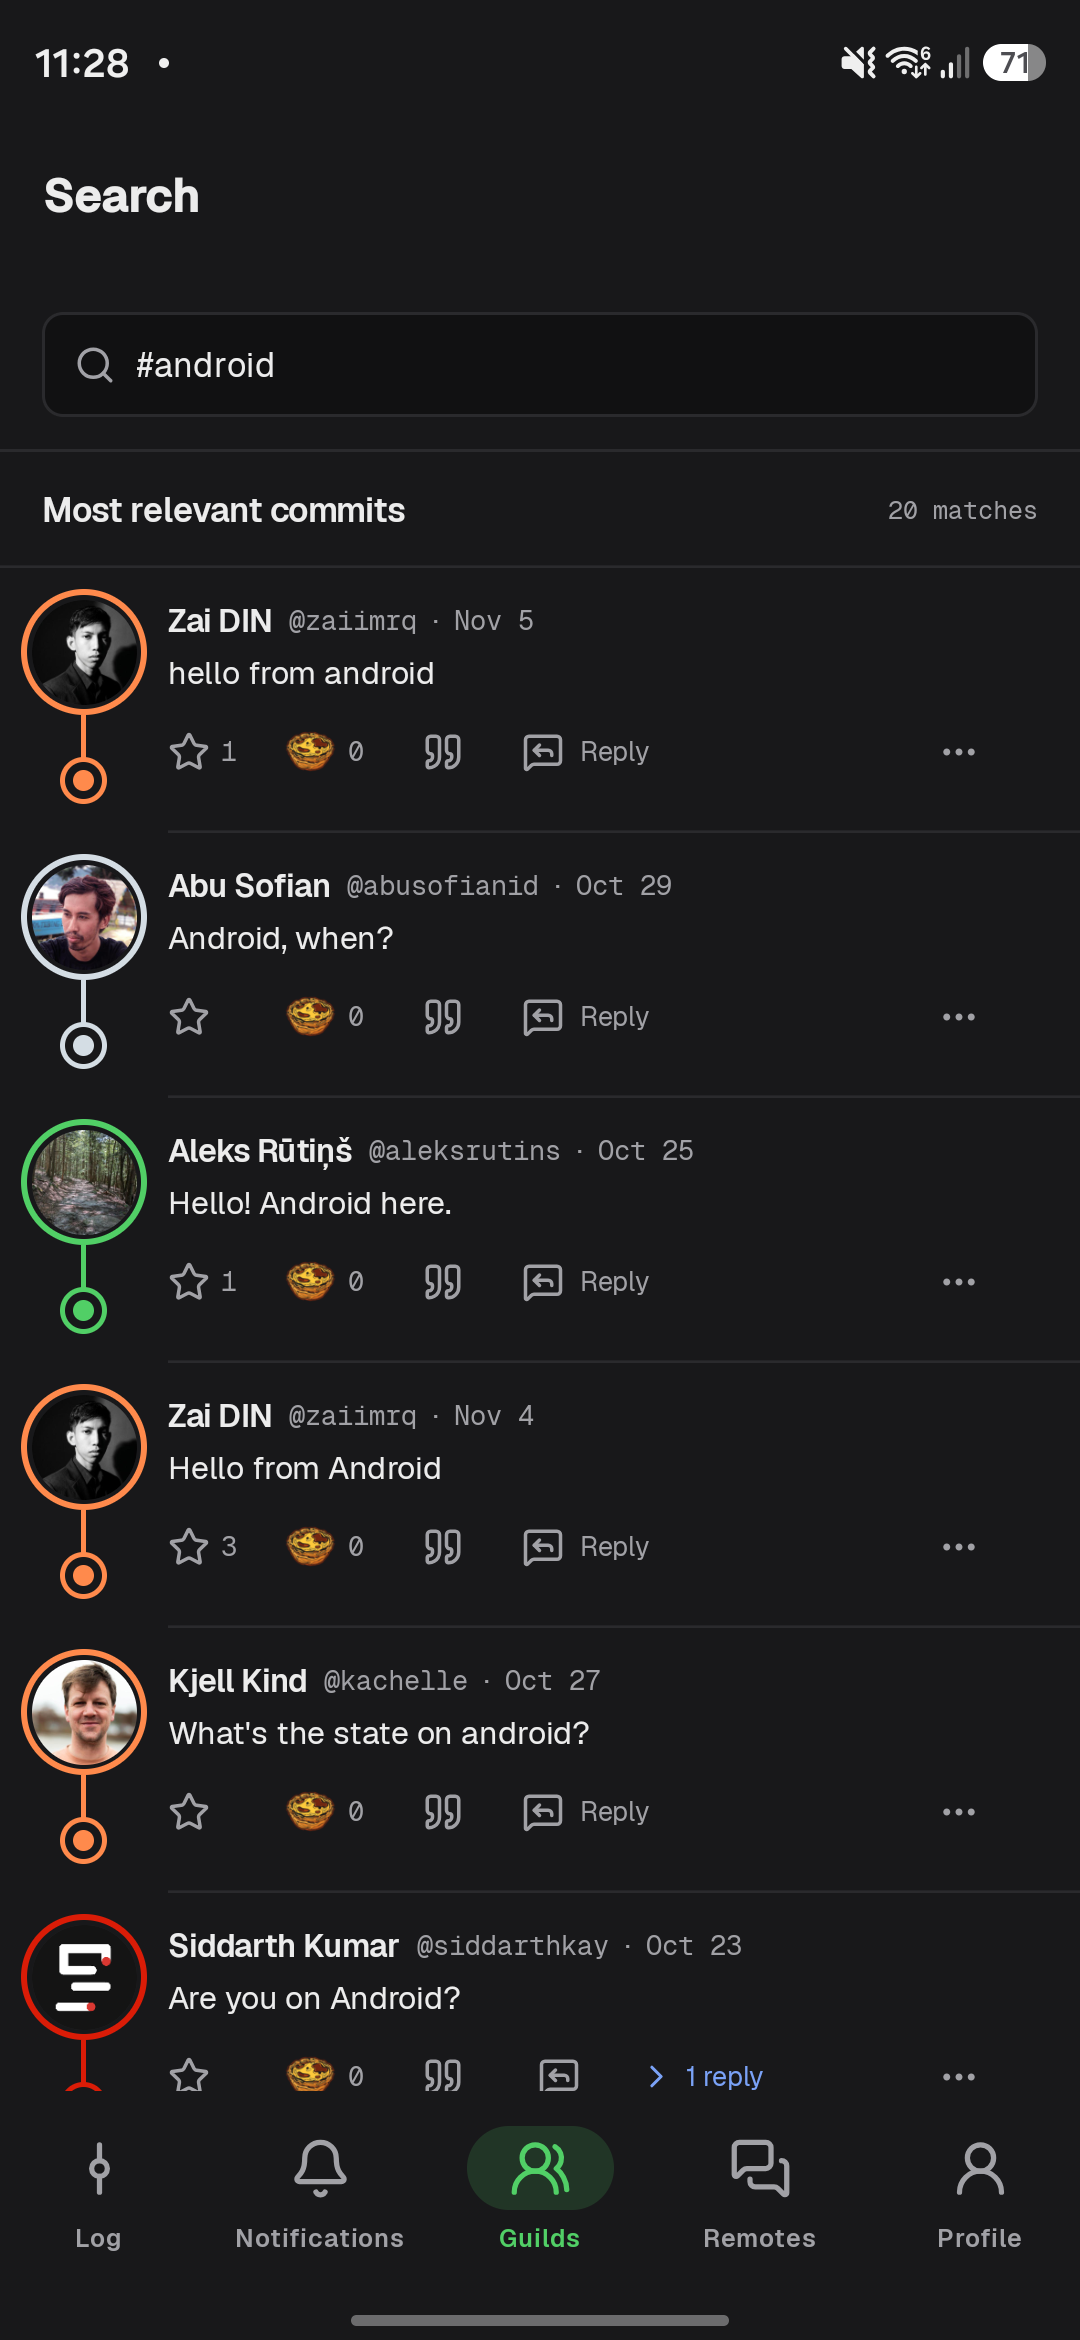 11:28
6
71
Search
#android
Most relevant commits
20 matches
Zai DIN @zaiimrq · Nov 5
hello from android
1 0 Reply
Abu Sofian @abusofianid · Oct 29
Android, when?
0 Reply
Aleks Rūtiņš @aleksrutins · Oct 25
Hello! Android here.
1 0 Reply
Zai DIN @zaiimrq · Nov 4
Hello from Android
3 0 Reply
Kjell Kind @kachelle · Oct 27
What's the state on android?
0 Reply
Siddarth Kumar @siddarthkay · Oct 23
Are you on Android?
0 1 reply
Log Notifications Guilds Remotes Profile